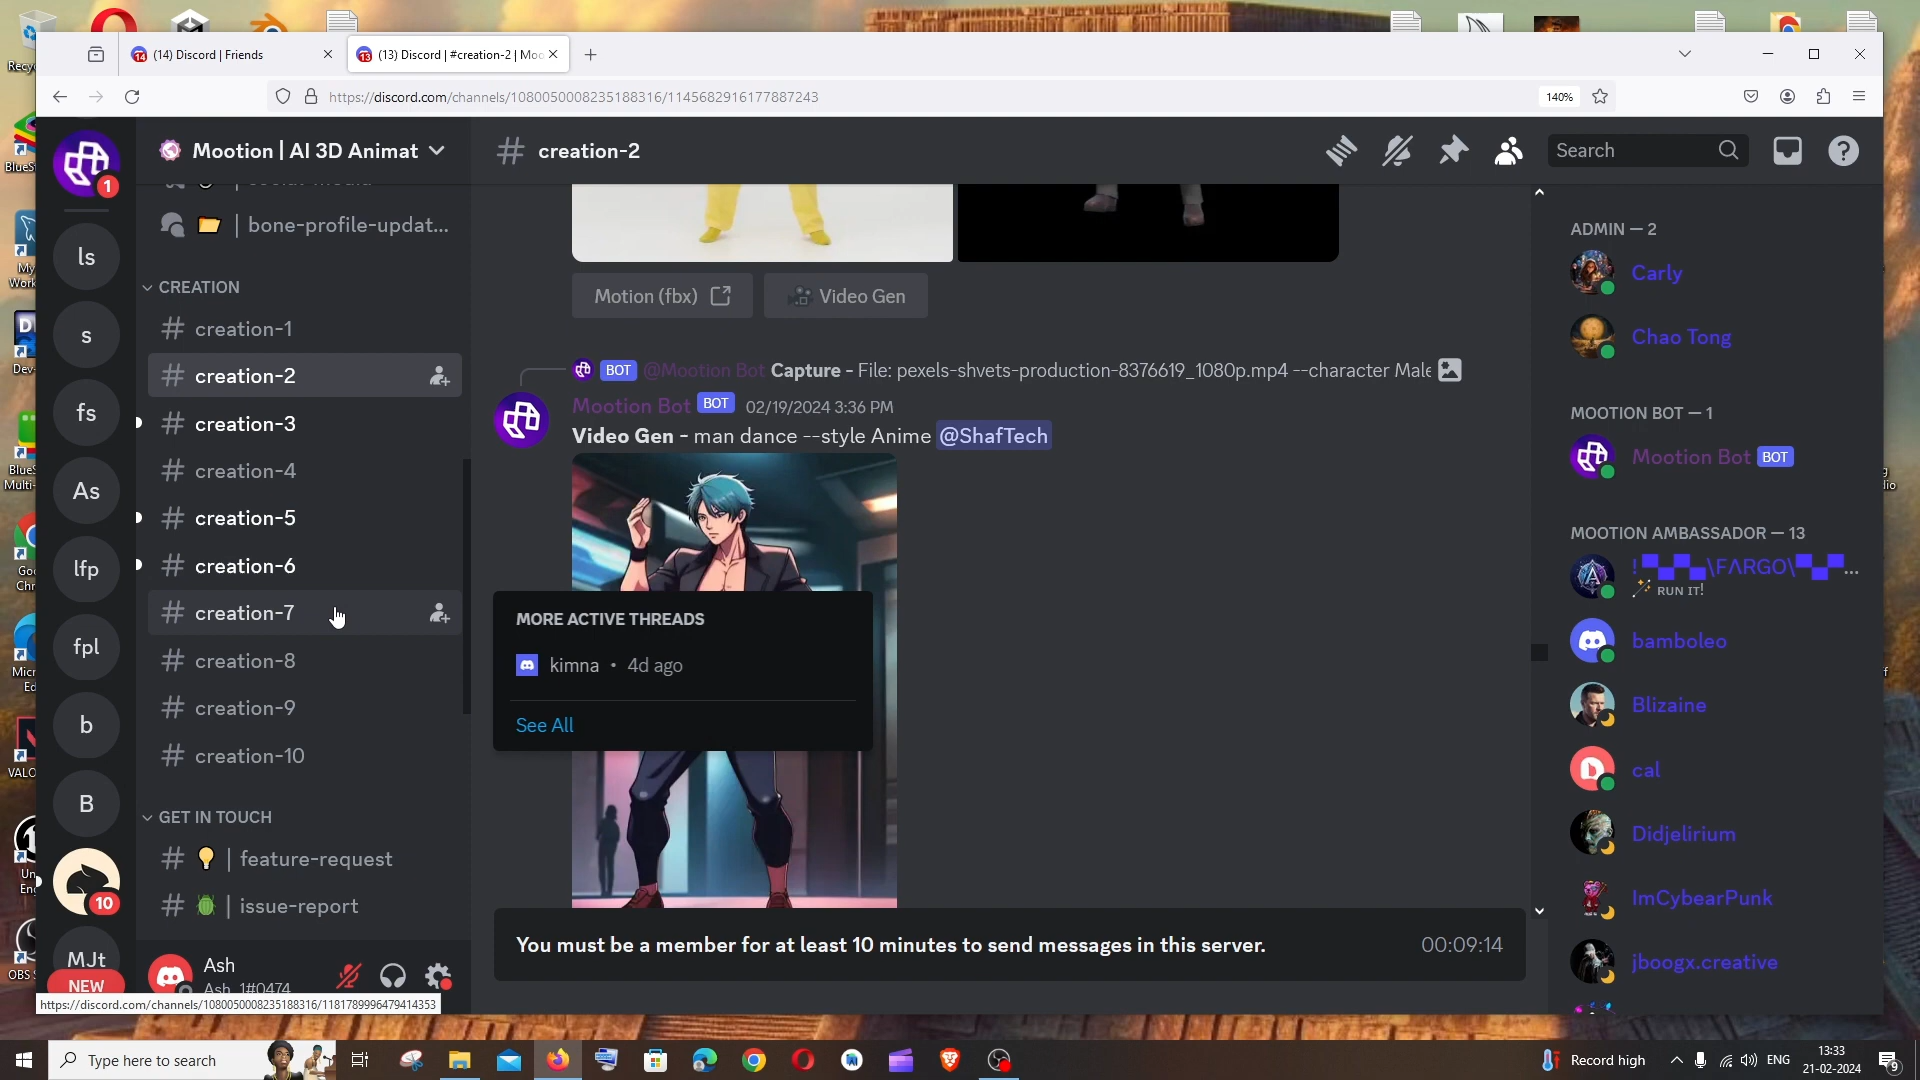 (14) Discord | Friends
(13) Discord | #creation-2 | Moo
https://discord.com/channels/1080050008235188316/1145682916177887243
140%
Mootion | AI 3D Animat
creation-2
Search
1
| social-media
| bone-profile-updat...
CREATION
creation-1
creation-2
creation-3
creation-4
creation-5
creation-6
creation-7
creation-8
creation-9
creation-10
GET IN TOUCH
| feature-request
| issue-report
ls
s
fs
As
lfp
fpl
b
B
10
MJt
NEW
Ash
Ash_1#0474
https://discord.com/channels/1080050008235188316/1181789996479414353
Motion (fbx)
Video Gen
BOT @Mootion Bot Capture - File: pexels-shvets-production-8376619_1080p.mp4 --character Male
Mootion Bot BOT 02/19/2024 3:36 PM
Video Gen - man dance --style Anime @ShafTech
MORE ACTIVE THREADS
kimna • 4d ago
See All
You must be a member for at least 10 minutes to send messages in this server. 00:09:14
ADMIN — 2
Carly
Chao Tong
MOOTION BOT — 1
Mootion Bot BOT
MOOTION AMBASSADOR — 13
RUN IT!
bamboleo
Blizaine
cal
Didjelirium
ImCybearPunk
jboogx.creative
Type here to search
Record high
ENG
13:33
21-02-2024
9